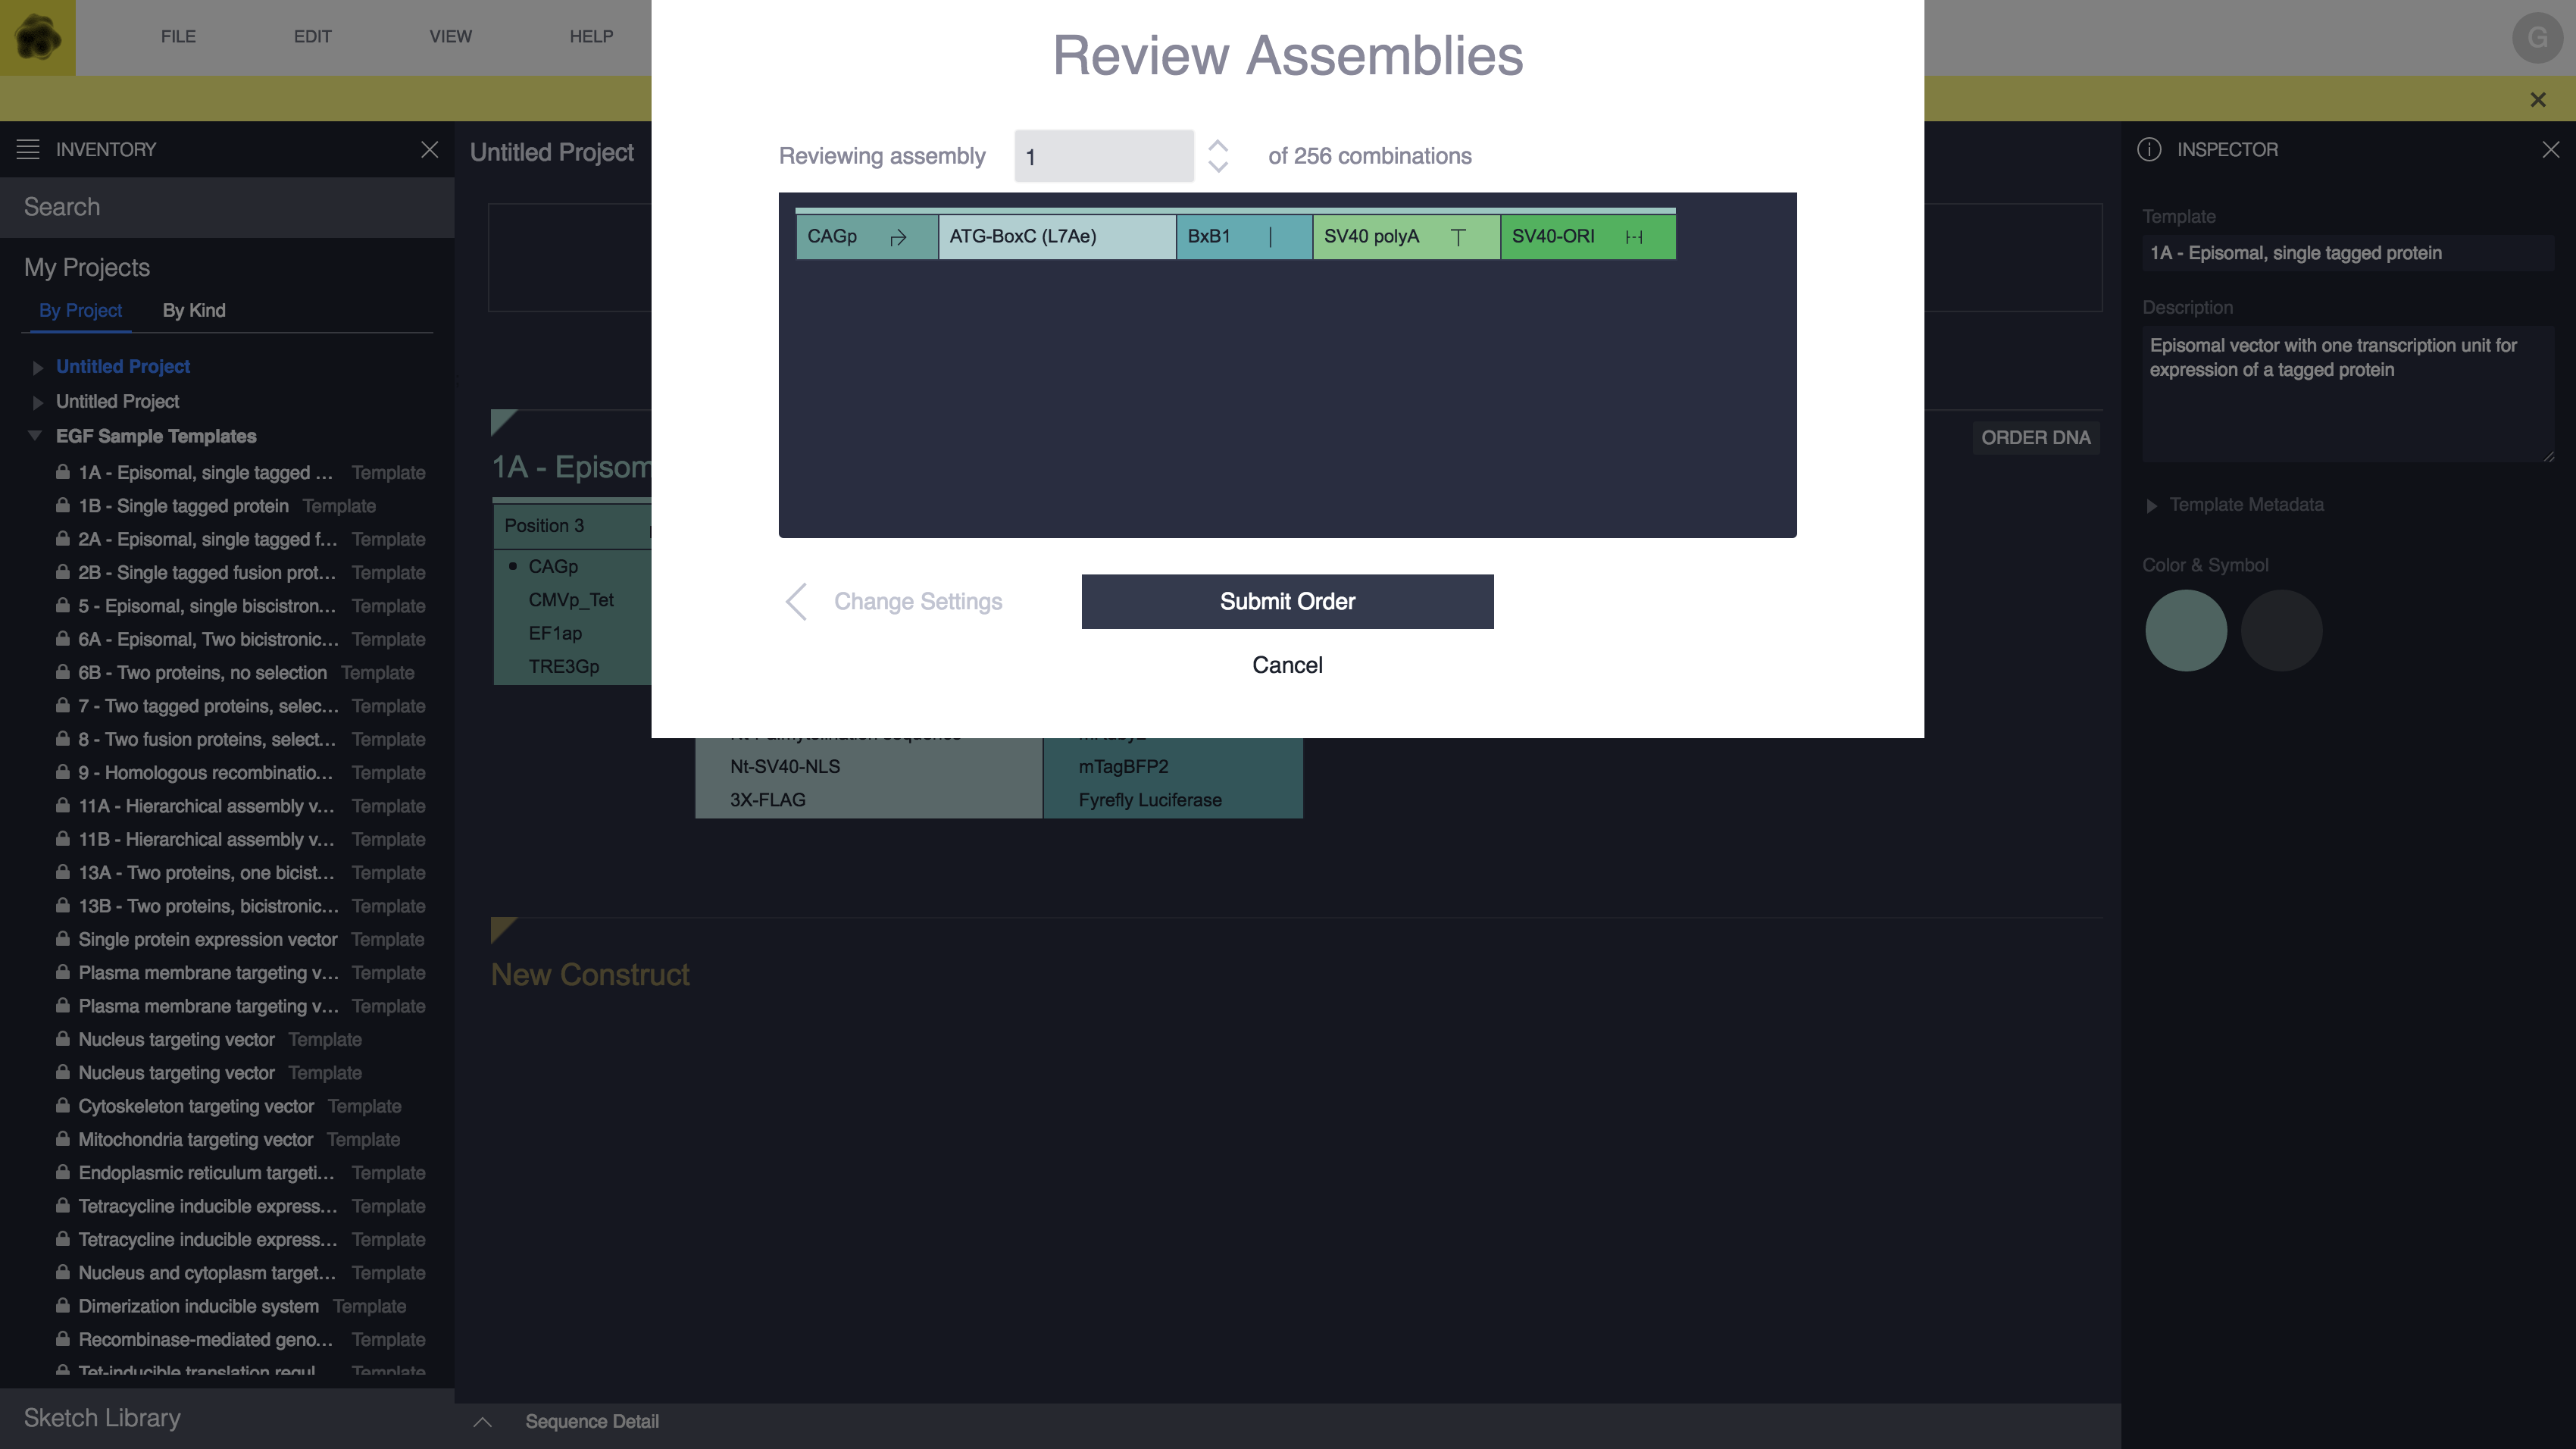 FILE EDIT VIEW HELP
G
Review Assemblies
Reviewing assembly 1 of 256 combinations
CAGp ATG-BoxC (L7Ae) BxB1 SV40 polyA SV40-ORI
Change Settings
Submit Order
Cancel
INVENTORY
Search
My Projects
By Project By Kind
Untitled Project
Untitled Project
EGF Sample Templates
1A - Episomal, single tagged ... Template
1B - Single tagged protein Template
2A - Episomal, single tagged f... Template
2B - Single tagged fusion prot... Template
5 - Episomal, single biscistron... Template
6A - Episomal, Two bicistronic... Template
6B - Two proteins, no selection Template
7 - Two tagged proteins, selec... Template
8 - Two fusion proteins, select... Template
9 - Homologous recombinatio... Template
11A - Hierarchical assembly v... Template
11B - Hierarchical assembly v... Template
13A - Two proteins, one bicist... Template
13B - Two proteins, bicistronic... Template
Single protein expression vector Template
Plasma membrane targeting v... Template
Plasma membrane targeting v... Template
Nucleus targeting vector Template
Nucleus targeting vector Template
Cytoskeleton targeting vector Template
Mitochondria targeting vector Template
Endoplasmic reticulum targeti... Template
Tetracycline inducible express... Template
Tetracycline inducible express... Template
Nucleus and cytoplasm target... Template
Dimerization inducible system Template
Recombinase-mediated geno... Template
Tet-inducible translation regul Template
Sketch Library
Untitled Project
1A - Episom
ORDER DNA
Position 3
CAGp
CMVp_Tet
EF1ap
TRE3Gp
Nt-SV40-NLS
3X-FLAG
mTagBFP2
Fyrefly Luciferase
New Construct
Sequence Detail
INSPECTOR
Template
1A - Episomal, single tagged protein
Description
Episomal vector with one transcription unit for
expression of a tagged protein
Template Metadata
Color & Symbol